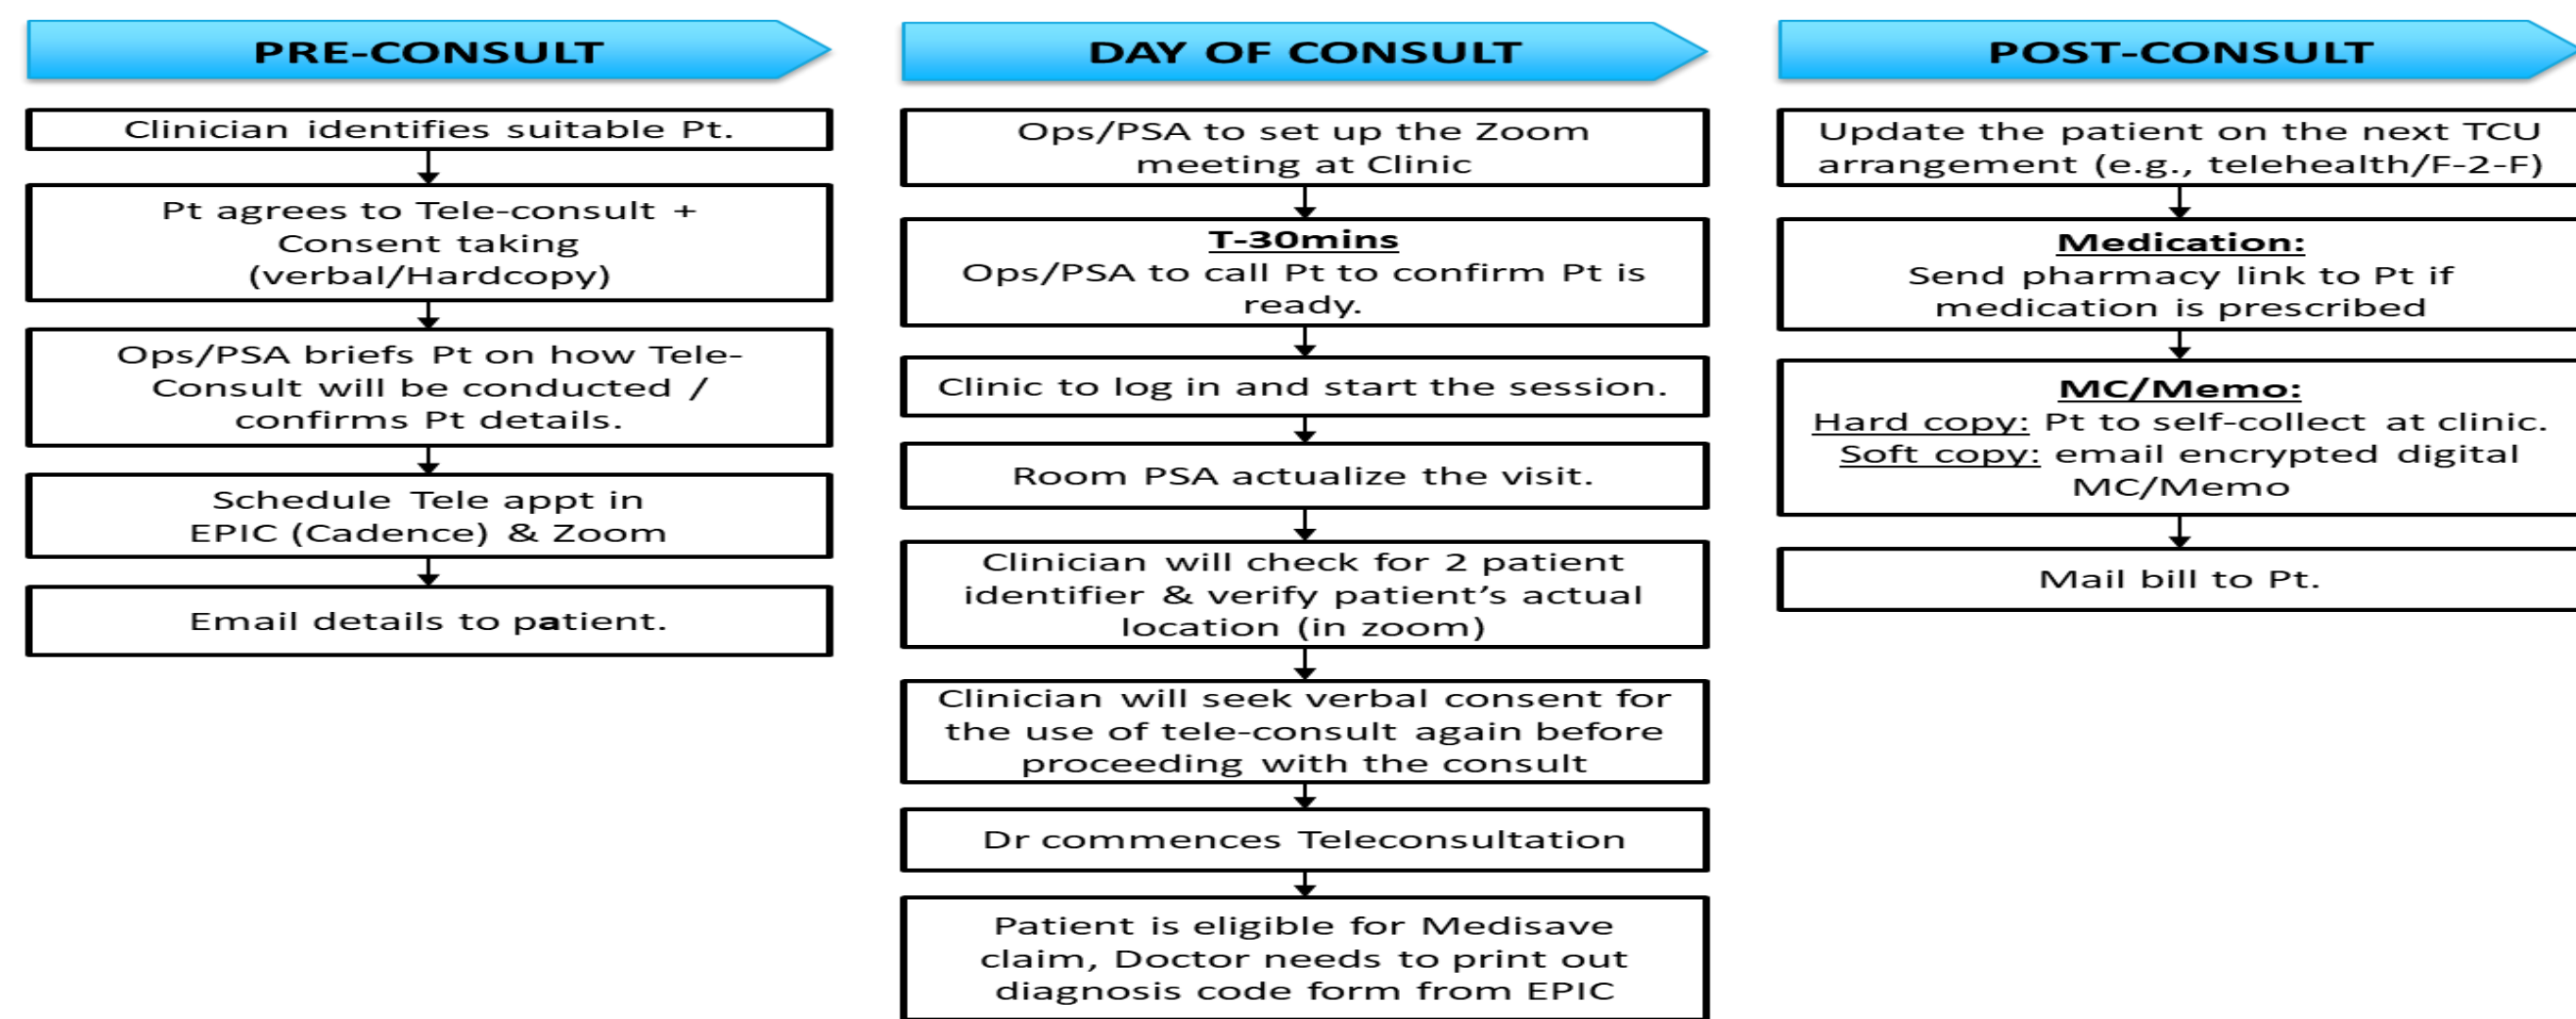 PRE-CONSULT
Clinician identifies suitable Pt.
Pt agrees to Tele-consult +
Consent taking
(verbal/Hardcopy)
Ops/PSA briefs Pt on how Tele-
Consult will be conducted /
confirms Pt details.
Schedule Tele appt in
EPIC (Cadence) & Zoom
Email details to patient.
DAY OF CONSULT
Ops/PSA to set up the Zoom
meeting at Clinic
T-30mins
Ops/PSA to call Pt to confirm Pt is
ready.
Clinic to log in and start the session.
Room PSA actualize the visit.
Clinician will check for 2 patient
identifier & verify patient’s actual
location (in zoom)
Clinician will seek verbal consent for
the use of tele-consult again before
proceeding with the consult
Dr commences Teleconsultation
Patient is eligible for Medisave
claim, Doctor needs to print out
diagnosis code form from EPIC
POST-CONSULT
Update the patient on the next TCU
arrangement (e.g., telehealth/F-2-F)
Medication:
Send pharmacy link to Pt if
medication is prescribed
MC/Memo:
Hard copy: Pt to self-collect at clinic.
Soft copy: email encrypted digital
MC/Memo
Mail bill to Pt.